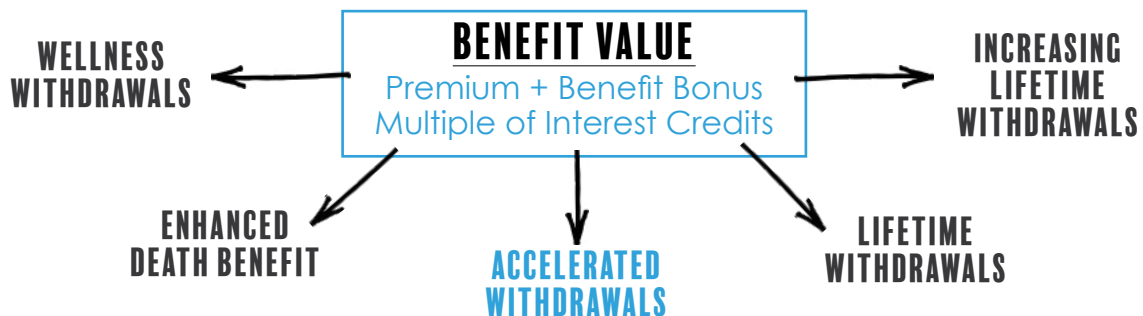 BENEFIT VALUE
Premium + Benefit Bonus
Multiple of Interest Credits
WELLNESS
WITHDRAWALS
INCREASING
LIFETIME
WITHDRAWALS
ENHANCED
DEATH BENEFIT
ACCELERATED
WITHDRAWALS
LIFETIME
WITHDRAWALS